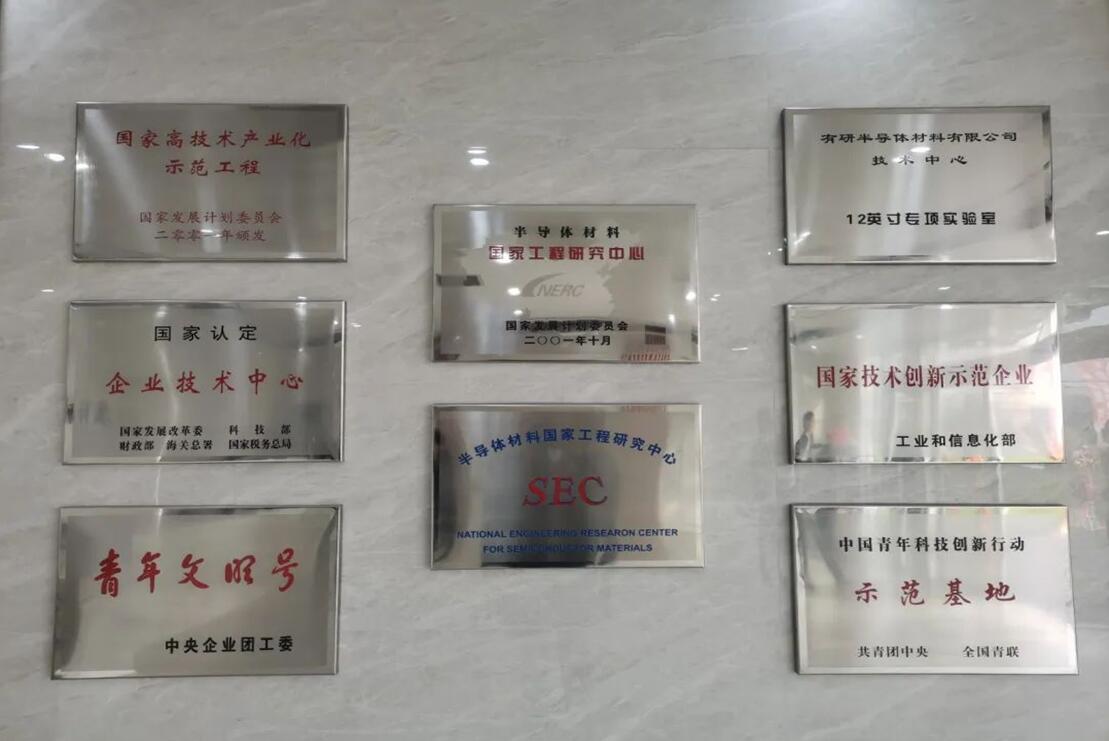 国家高技术产业化
示范工程
国家发展计划委员会
年颁发
国家认定
企业技术中心
国家发展改革委 科技部
财政部 海关总署 国家税务总局
青年文明号
中央企业团工委
半导体材料
国家工程研究中心
NERC
国家发展计划委员会
二〇〇一年十月
半导体材料国家工程研究中心
SEC
NATIONAL ENGINEERING RESEARCH CENTER
FOR SEMICONDUCTOR MATERIALS
有研半导体材料有限公司
技术中心
12英寸专项实验室
国家技术创新示范企业
工业和信息化部
中国青年科技创新行动
示范基地
共青团中央 全国青联